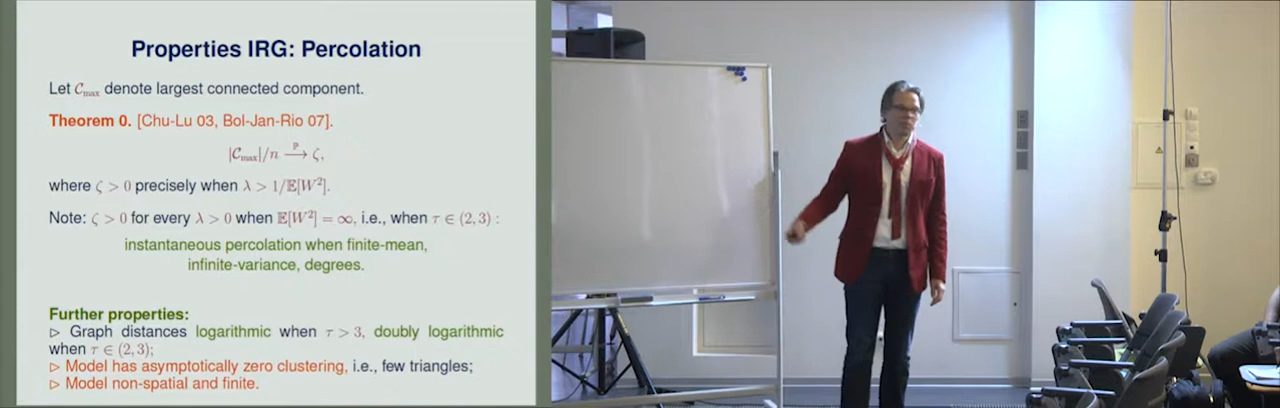 Properties IRG: Percolation
Let 𝒞_max denote largest connected component.
Theorem 0. [Chu-Lu 03, Bol-Jan-Rio 07].
|𝒞_max|/n ⟶^ℙ ζ,
where ζ > 0 precisely when λ > 1/𝔼[W²].
Note: ζ > 0 for every λ > 0 when 𝔼[W²] = ∞, i.e., when τ ∈ (2, 3) :
instantaneous percolation when finite-mean,
infinite-variance, degrees.
Further properties:
▷ Graph distances logarithmic when τ > 3, doubly logarithmic
when τ ∈ (2, 3);
▷ Model has asymptotically zero clustering, i.e., few triangles;
▷ Model non-spatial and finite.